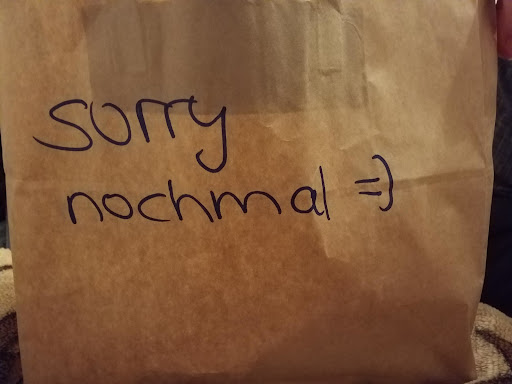 sorry
nochmal =)